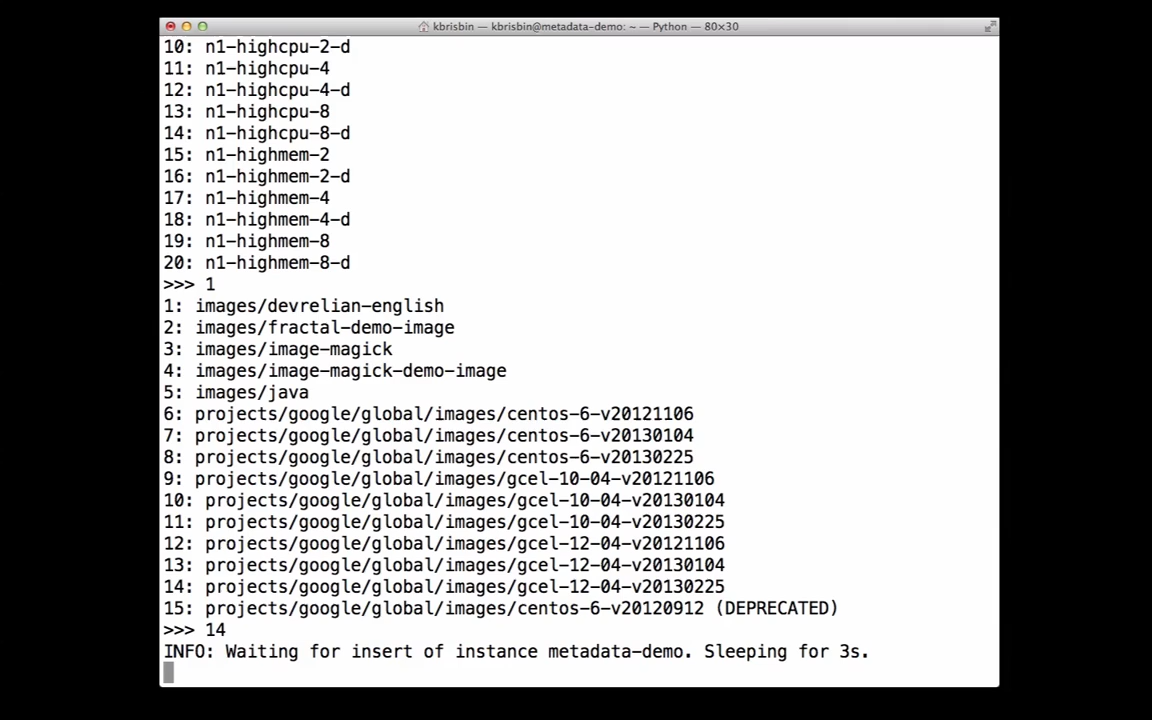 kbrisbin — kbrisbin@metadata-demo: ~ — Python — 80×30
10: n1-highcpu-2-d
11: n1-highcpu-4
12: n1-highcpu-4-d
13: n1-highcpu-8
14: n1-highcpu-8-d
15: n1-highmem-2
16: n1-highmem-2-d
17: n1-highmem-4
18: n1-highmem-4-d
19: n1-highmem-8
20: n1-highmem-8-d
>>> 1
1: images/devrelian-english
2: images/fractal-demo-image
3: images/image-magick
4: images/image-magick-demo-image
5: images/java
6: projects/google/global/images/centos-6-v20121106
7: projects/google/global/images/centos-6-v20130104
8: projects/google/global/images/centos-6-v20130225
9: projects/google/global/images/gcel-10-04-v20121106
10: projects/google/global/images/gcel-10-04-v20130104
11: projects/google/global/images/gcel-10-04-v20130225
12: projects/google/global/images/gcel-12-04-v20121106
13: projects/google/global/images/gcel-12-04-v20130104
14: projects/google/global/images/gcel-12-04-v20130225
15: projects/google/global/images/centos-6-v20120912 (DEPRECATED)
>>> 14
INFO: Waiting for insert of instance metadata-demo. Sleeping for 3s.